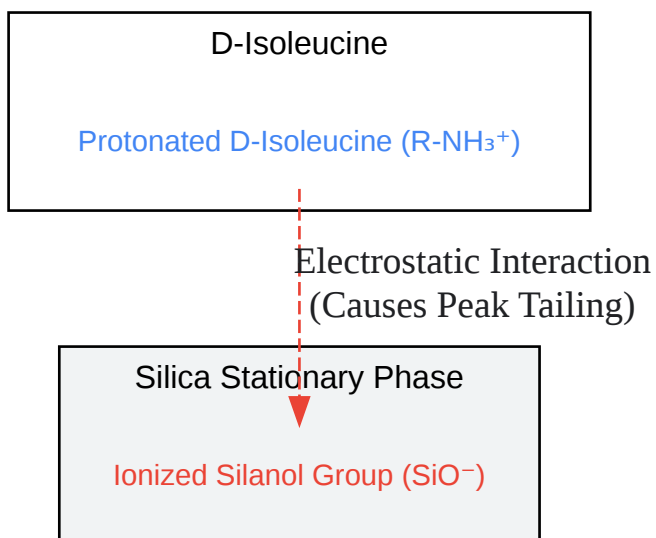 D-Isoleucine
Protonated D-Isoleucine (R-NH₃⁺)
Electrostatic Interaction
(Causes Peak Tailing)
Silica Stationary Phase
Ionized Silanol Group (SiO⁻)